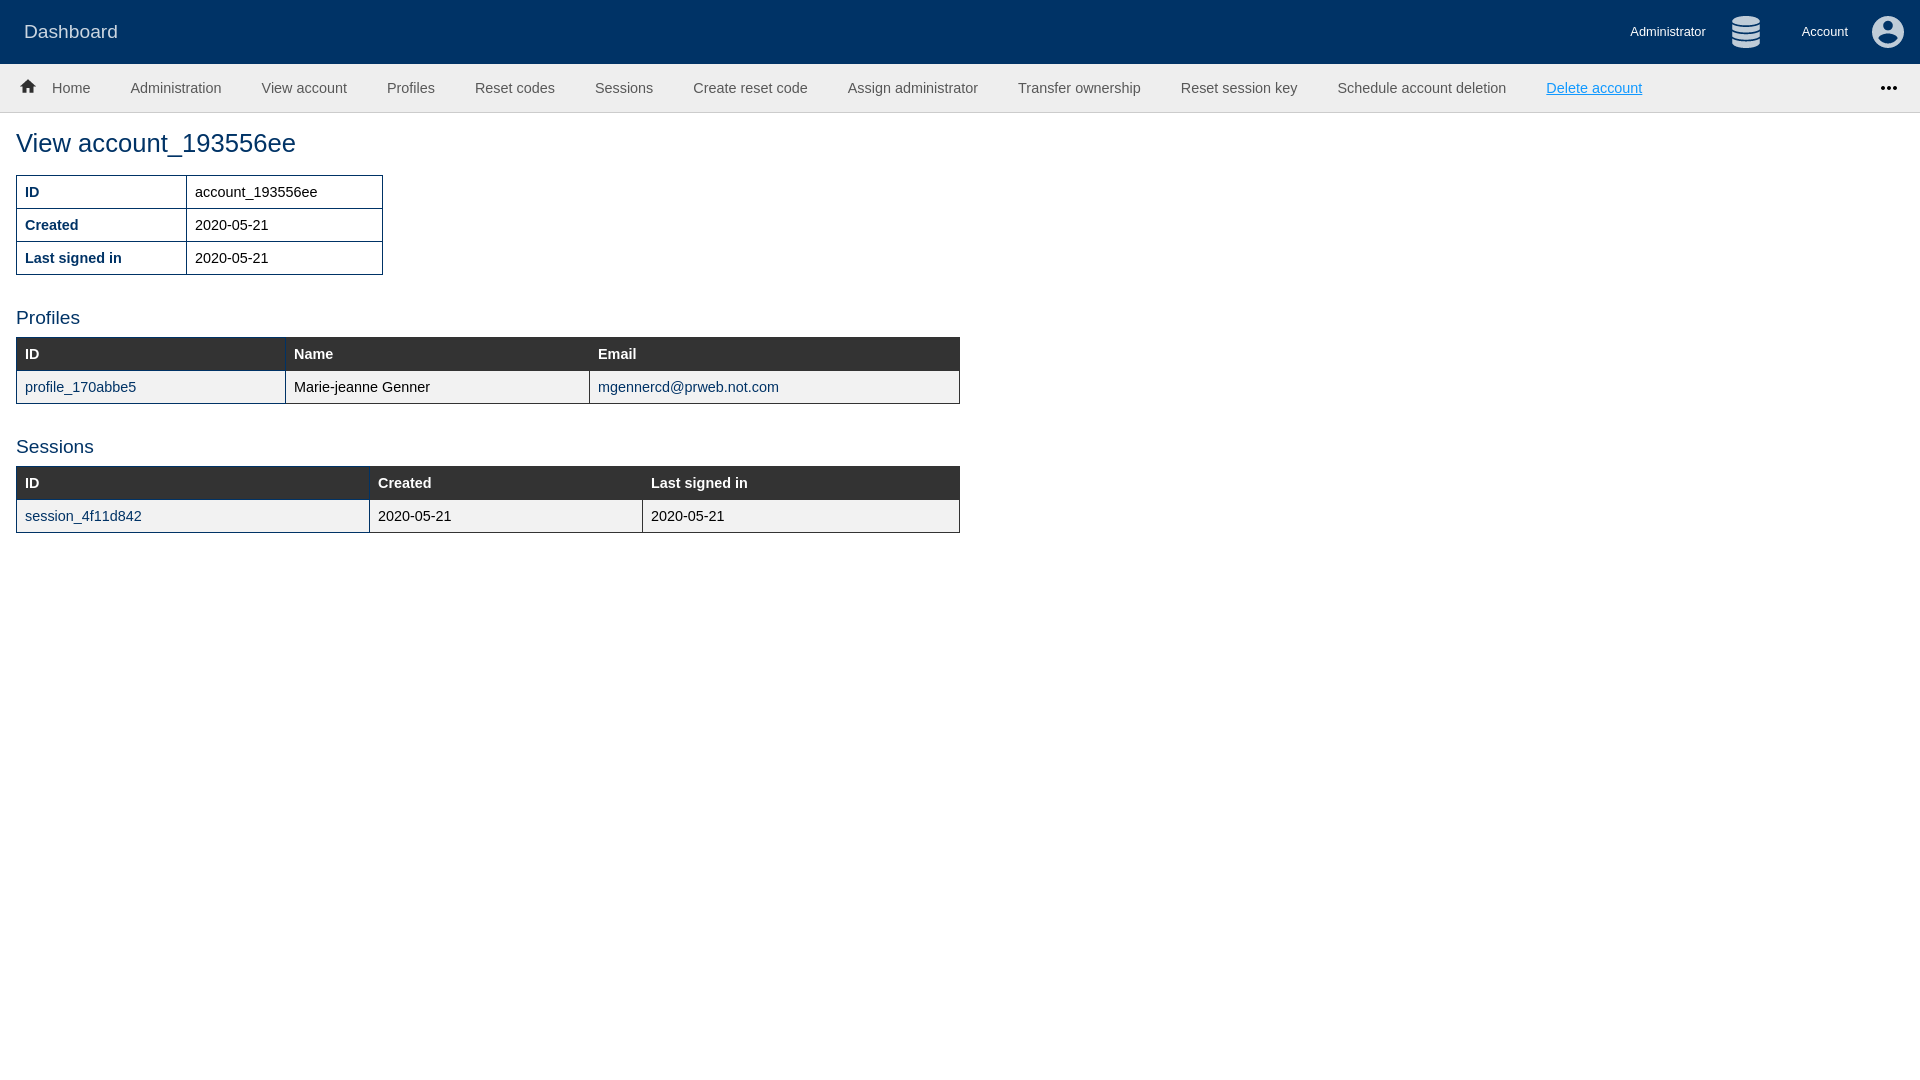 Dashboard Administrator Account
Home Administration View account Profiles Reset codes Sessions Create reset code Assign administrator Transfer ownership Reset session key Schedule account deletion Delete account
View account_193556ee
ID account_193556ee
Created 2020-05-21
Last signed in 2020-05-21
Profiles
ID Name Email
profile_170abbe5 Marie-jeanne Genner mgennercd@prweb.not.com
Sessions
ID Created Last signed in
session_4f11d842 2020-05-21 2020-05-21